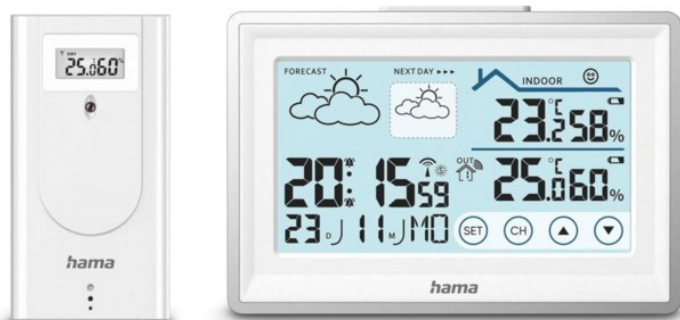 CH1
25.0°C 60%
hama
FORECAST
NEXT DAY ▸▸▸
INDOOR
23.2°C 58%
20:15 59
OUT
25.0°C 60%
23 D 11 M MO
SET CH ▲ ▼
hama